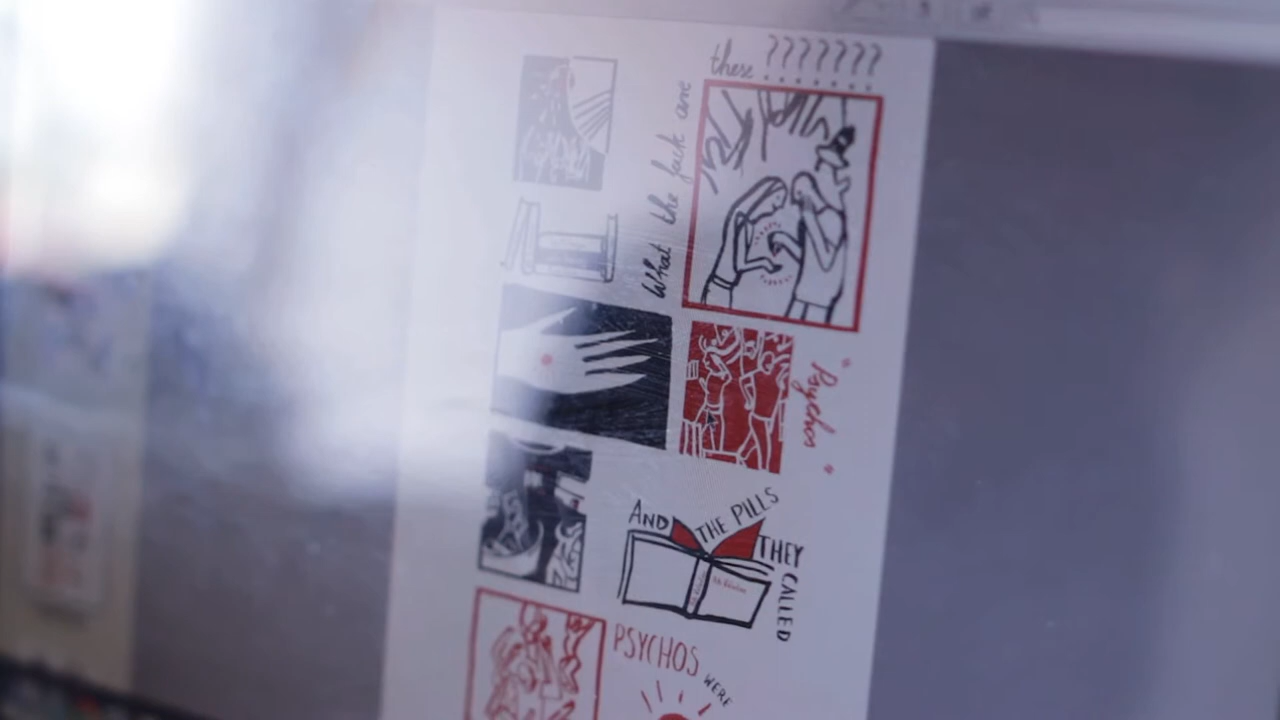 What the fuck are
these ???????
"Psychos"
AND THE PILLS
THEY
CALLED
PSYCHOS
WERE